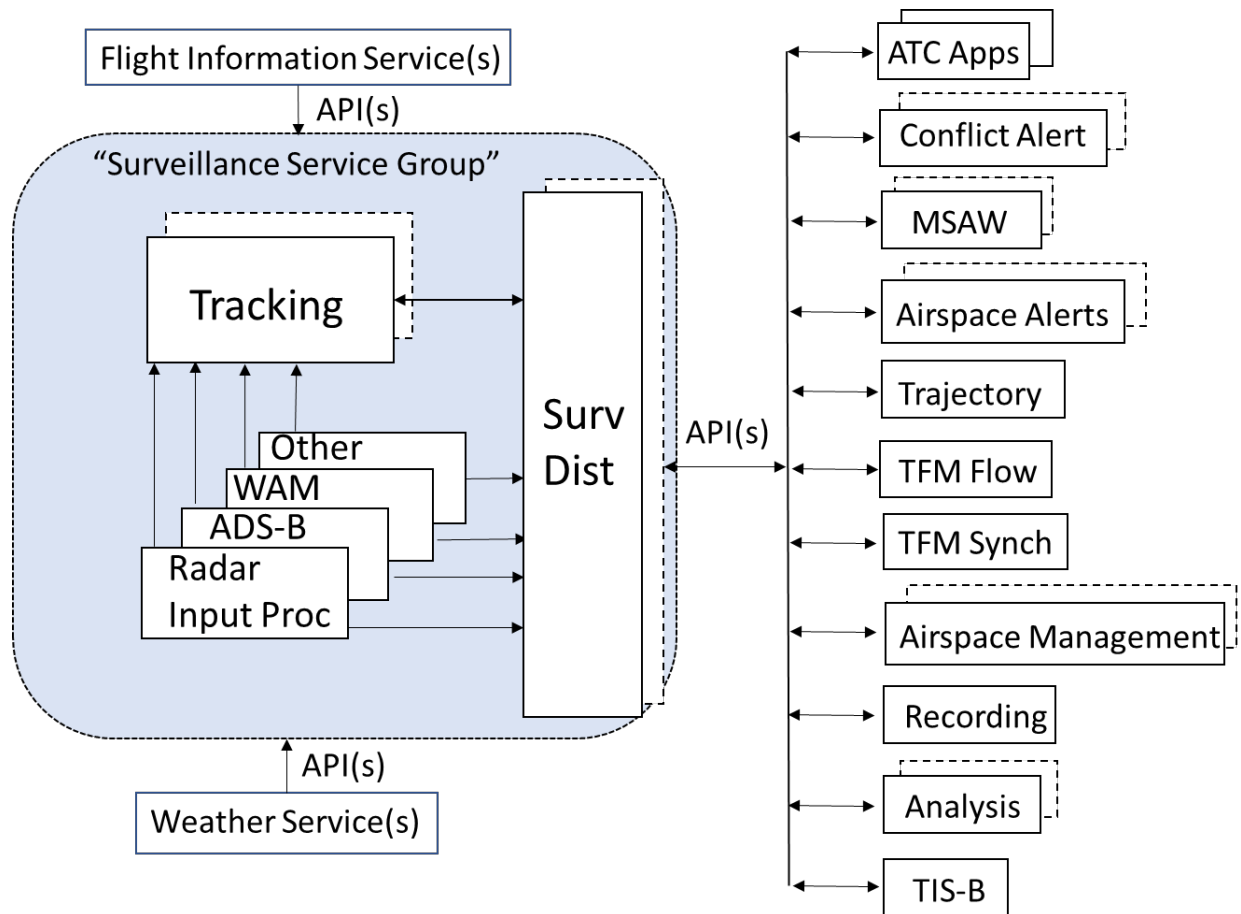 Flight Information Service(s)
API(s)
“Surveillance Service Group”
Tracking
Other
WAM
ADS-B
Radar
Input Proc
Surv
Dist
API(s)
Weather Service(s)
API(s)
ATC Apps
Conflict Alert
MSAW
Airspace Alerts
Trajectory
TFM Flow
TFM Synch
Airspace Management
Recording
Analysis
TIS-B